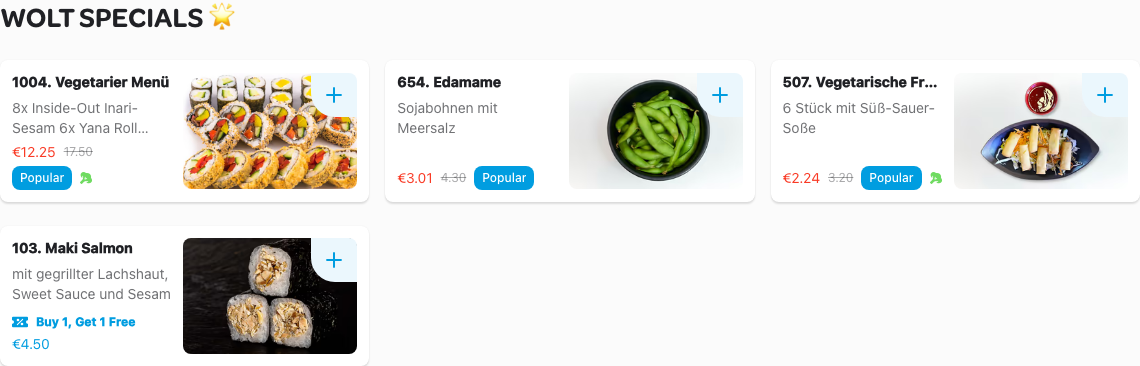 WOLT SPECIALS 🌟
1004. Vegetarier Menü
8x Inside-Out Inari-
Sesam 6x Yana Roll...
€12.25 17.50
Popular
654. Edamame
Sojabohnen mit
Meersalz
€3.01 4.30 Popular
507. Vegetarische Fr...
6 Stück mit Süß-Sauer-
Soße
€2.24 3.20 Popular
103. Maki Salmon
mit gegrillter Lachshaut,
Sweet Sauce und Sesam
Buy 1, Get 1 Free
€4.50